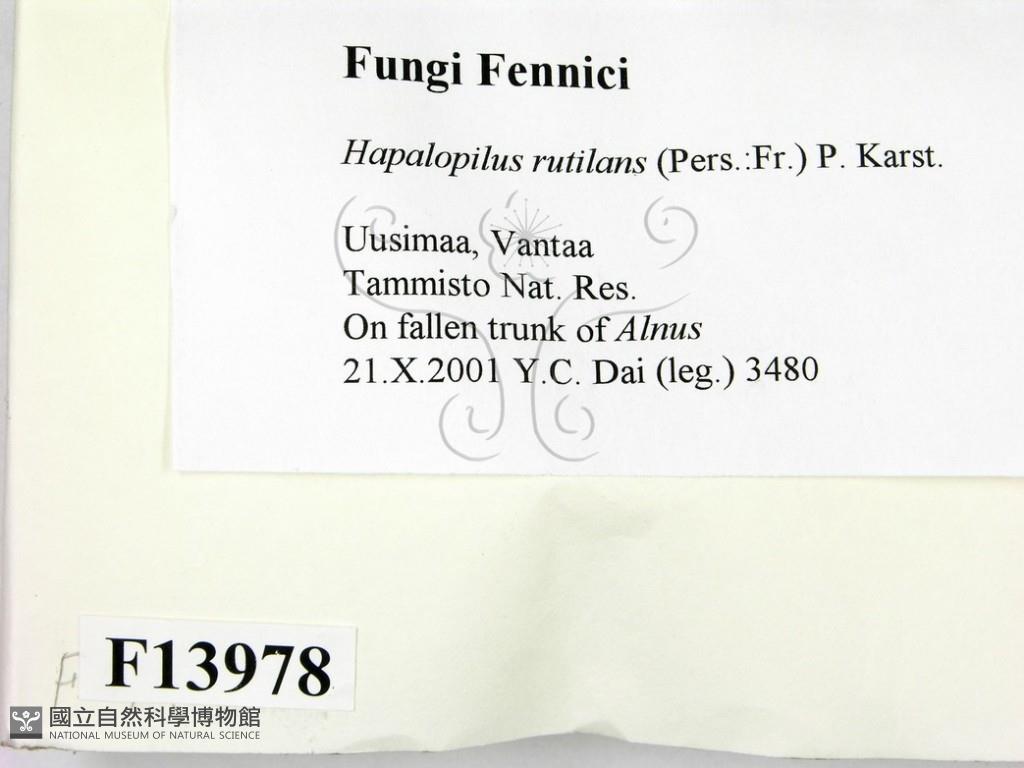 Fungi Fennici
Hapalopilus rutilans (Pers.:Fr.) P. Karst.
Uusimaa, Vantaa
Tammisto Nat. Res.
On fallen trunk of Alnus
21.X.2001 Y.C. Dai (leg.) 3480
F13978
國立自然科學博物館
NATIONAL MUSEUM OF NATURAL SCIENCE